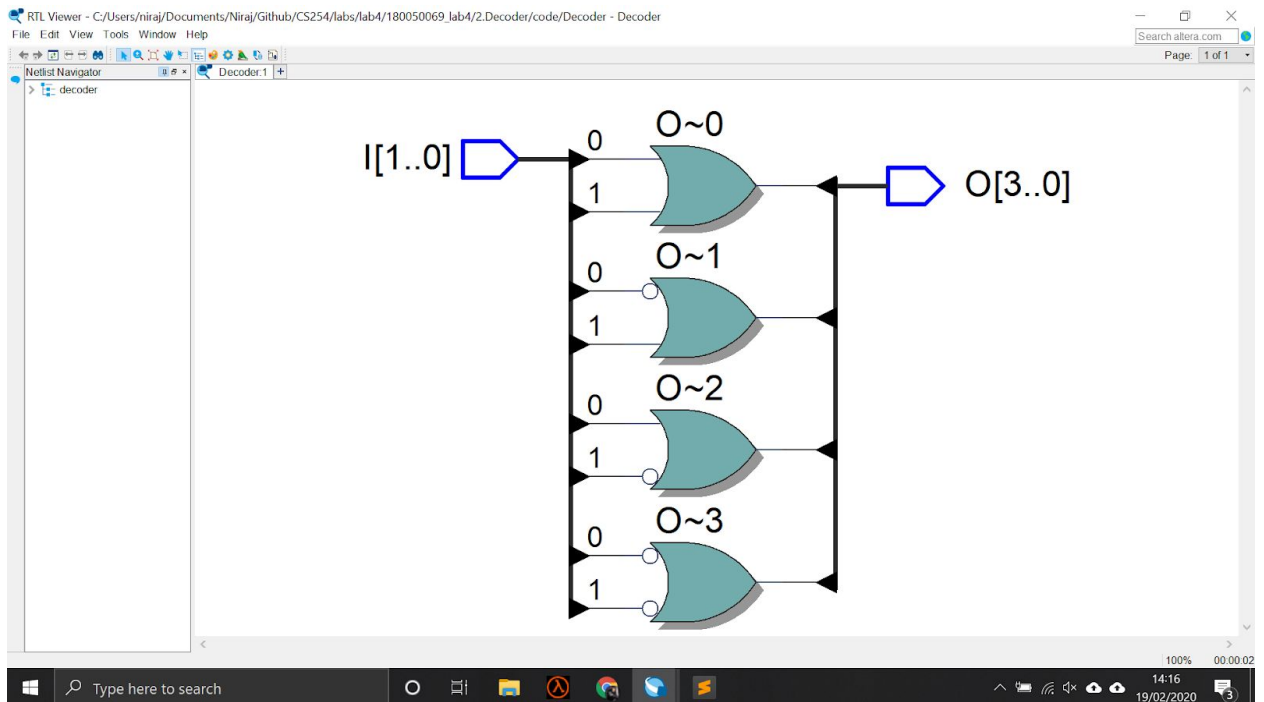 RTL Viewer - C:/Users/niraj/Documents/Niraj/Github/CS254/labs/lab4/180050069_lab4/2.Decoder/code/Decoder - Decoder
File Edit View Tools Window Help
Search altera.com
Page: 1 of 1
Netlist Navigator
Decoder:1
decoder
I[1..0]
0
1
O~0
O[3..0]
0
1
O~1
0
1
O~2
0
1
O~3
100% 00:00:02
Type here to search
14:16
19/02/2020
3